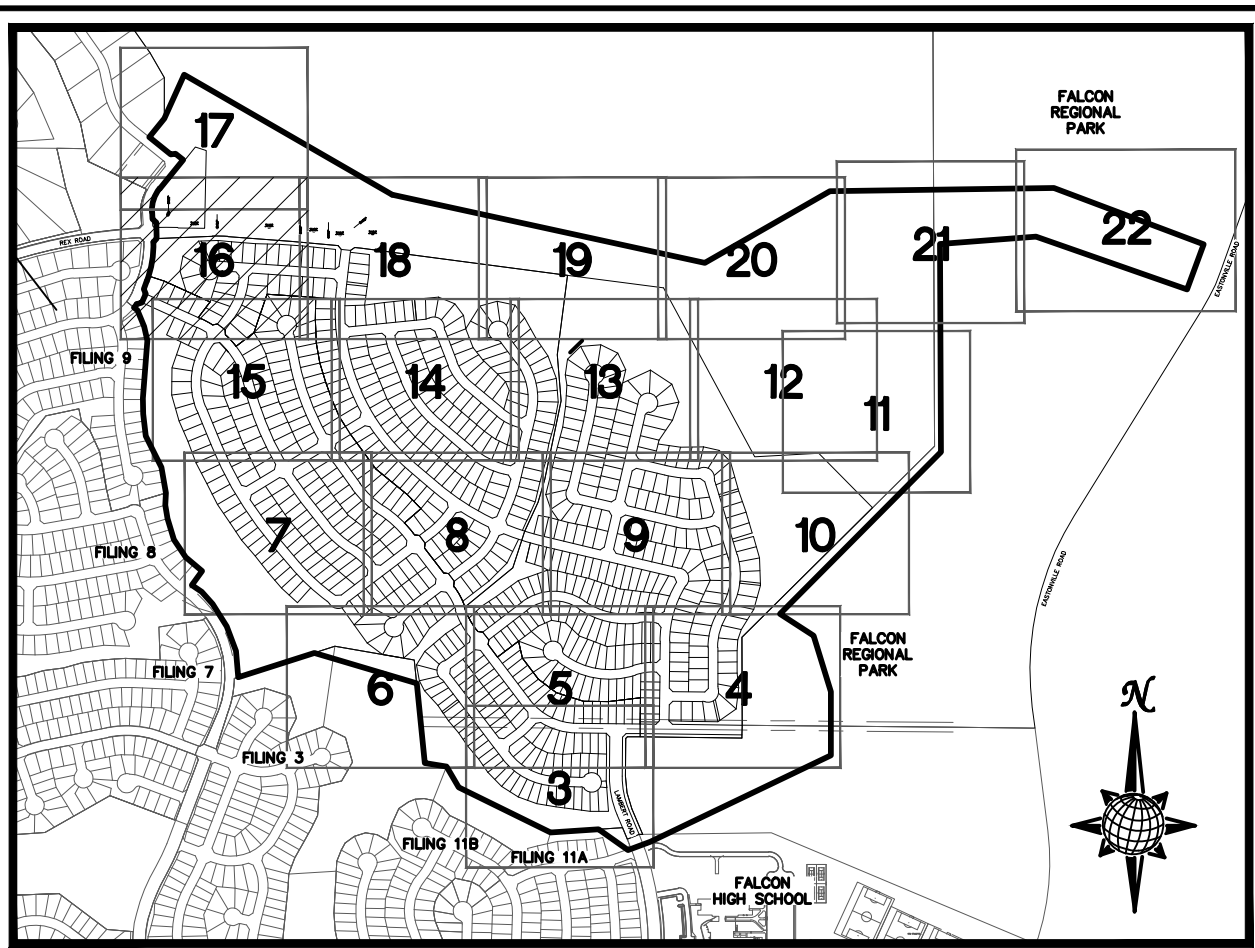 FALCON
REGIONAL
PARK
17
22
REX ROAD
16
18
19
20
21
EASTONVILLE ROAD
FILING 9
15
14
13
12
11
7
8
9
10
FILING 8
EASTONVILLE ROAD
FALCON
REGIONAL
PARK
FILING 7
6
5
4
N
FILING 3
3
LAMBERT ROAD
FILING 11B
FILING 11A
FALCON
HIGH SCHOOL